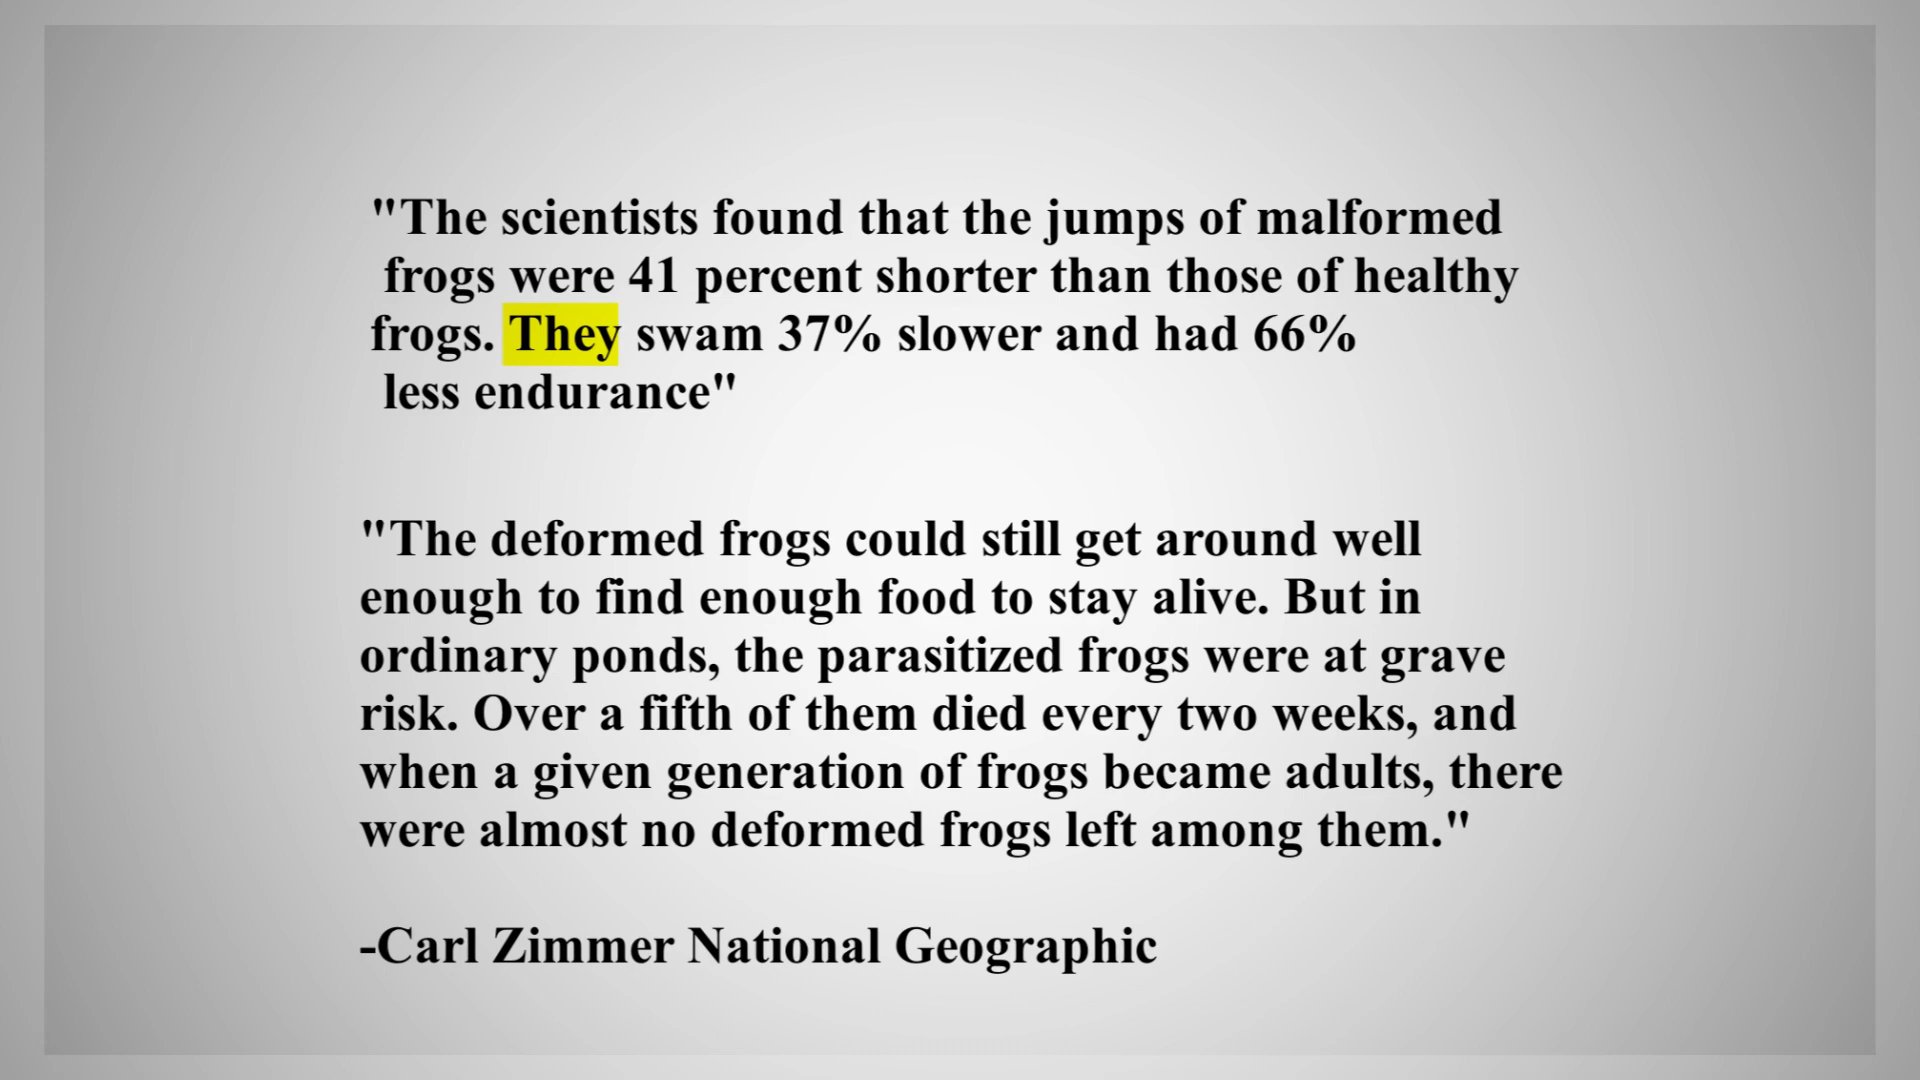 "The scientists found that the jumps of malformed
frogs were 41 percent shorter than those of healthy
frogs. They swam 37% slower and had 66%
less endurance"
"The deformed frogs could still get around well
enough to find enough food to stay alive. But in
ordinary ponds, the parasitized frogs were at grave
risk. Over a fifth of them died every two weeks, and
when a given generation of frogs became adults, there
were almost no deformed frogs left among them."
-Carl Zimmer National Geographic